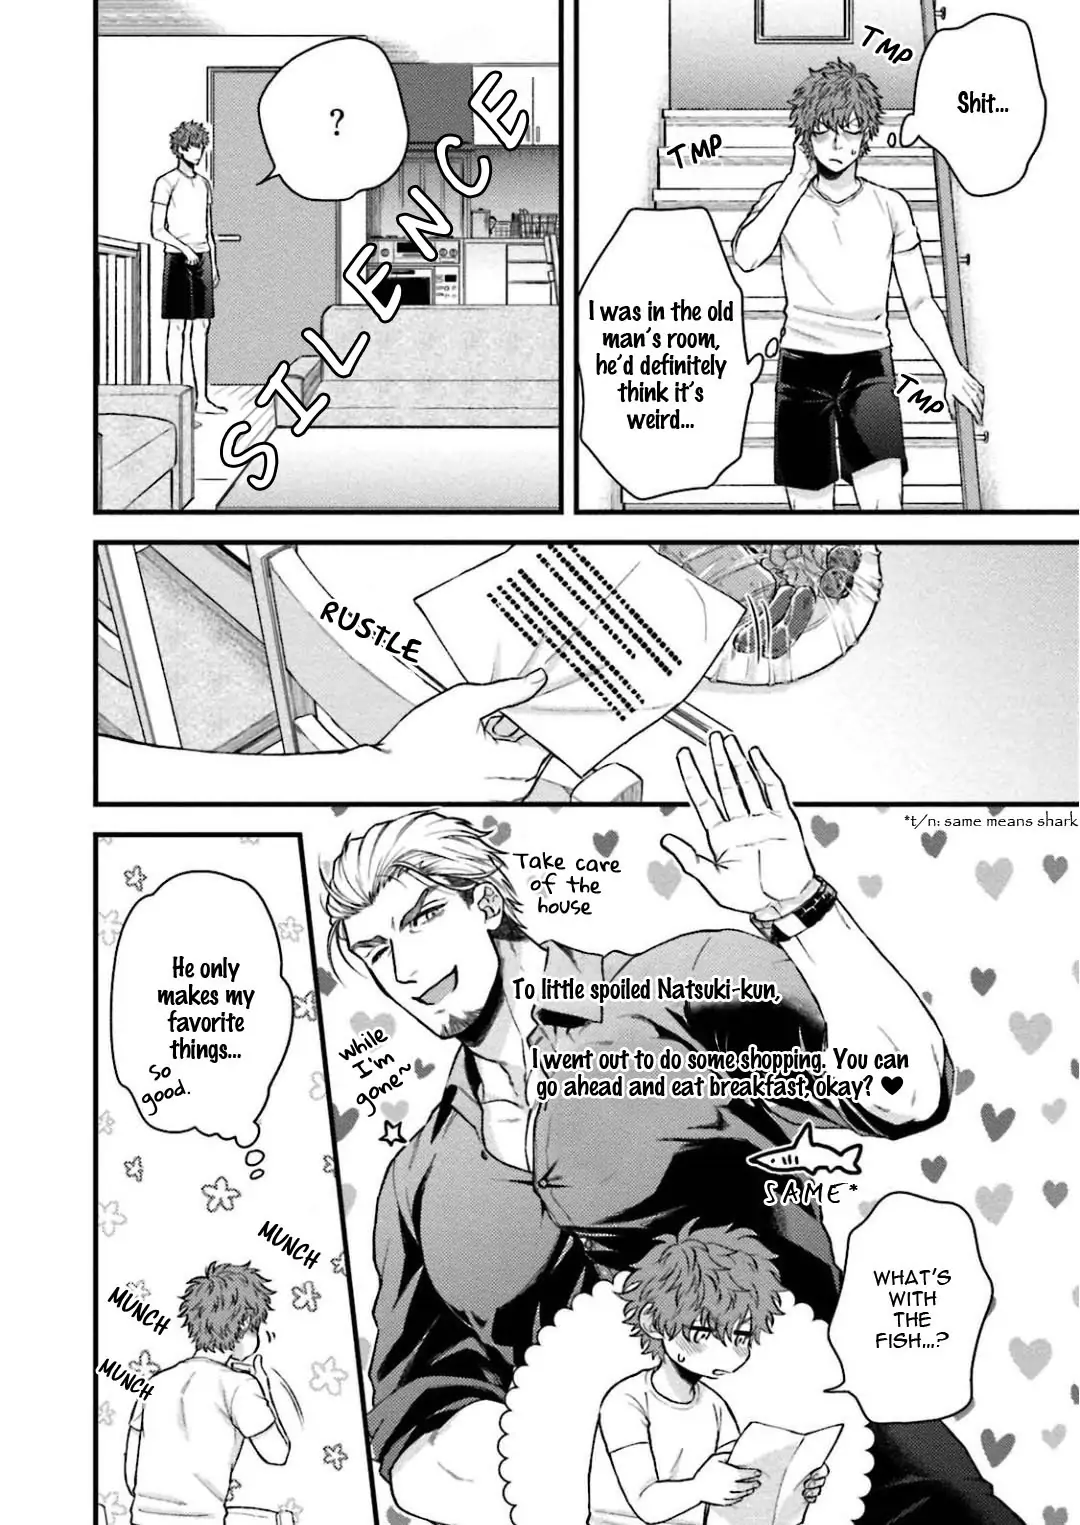 TMP
Shit...
TMP
I was in the old
man's room,
he'd definitely
think it's
weird...
TMP
?
SILENCE
RUSTLE
*t/n: same means shark
Take care
of the
house
while
I'm
gone~
To little spoiled Natsuki-kun,
I went out to do some shopping. You can
go ahead and eat breakfast, okay? ♥
SAME*
WHAT'S
WITH
THE
FISH...?
He only
makes my
favorite
things...
So
good.
MUNCH
MUNCH
MUNCH